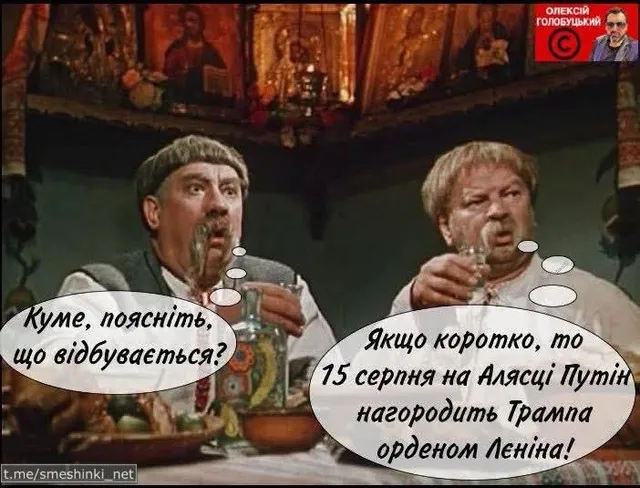 ОЛЕКСІЙ
ГОЛОБУЦЬКИЙ
©
Куме, поясніть,
що відбувається?
Якщо коротко, то
15 серпня на Алясці Путін
нагородить Трампа
орденом Лєніна!
t.me/smeshinki_net